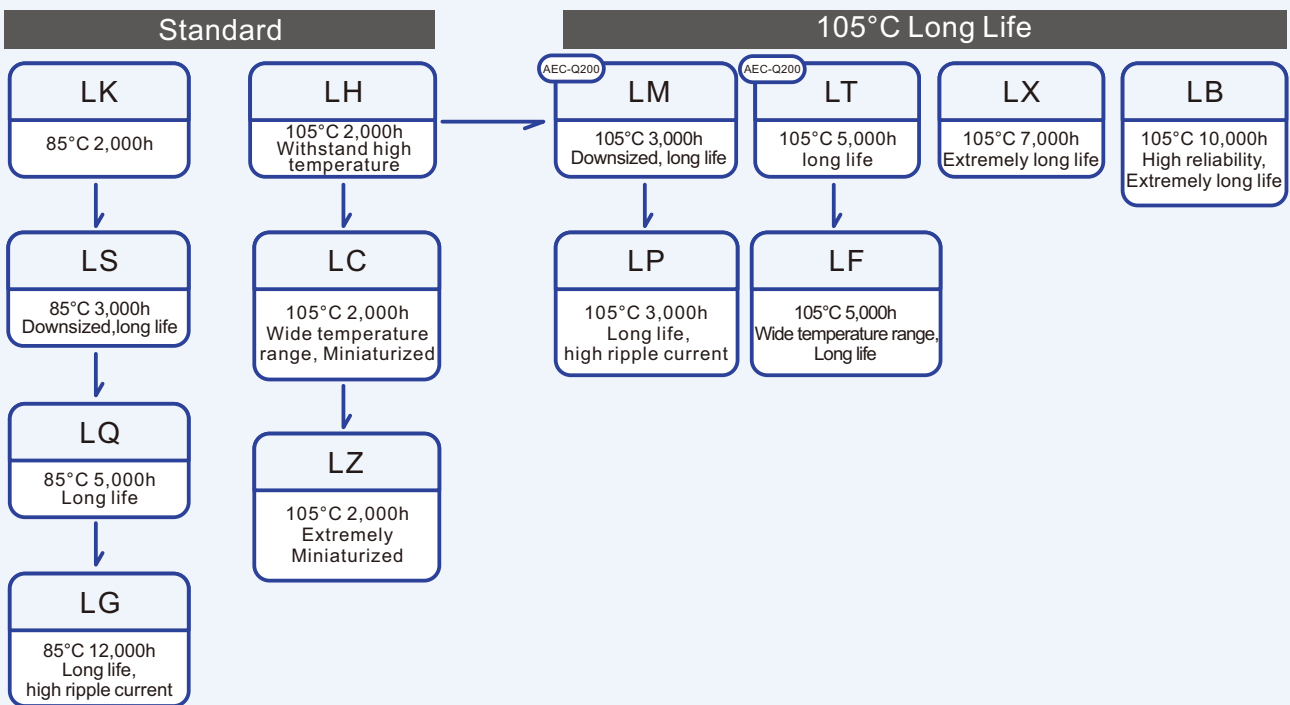 Standard
105°C Long Life
LK
85°C 2,000h
LH
105°C 2,000h
Withstand high
temperature
AEC-Q200
LM
105°C 3,000h
Downsized, long life
AEC-Q200
LT
105°C 5,000h
long life
LX
105°C 7,000h
Extremely long life
LB
105°C 10,000h
High reliability,
Extremely long life
LS
85°C 3,000h
Downsized,long life
LC
105°C 2,000h
Wide temperature
range, Miniaturized
LP
105°C 3,000h
Long life,
high ripple current
LF
105°C 5,000h
Wide temperature range,
Long life
LQ
85°C 5,000h
Long life
LZ
105°C 2,000h
Extremely
Miniaturized
LG
85°C 12,000h
Long life,
high ripple current